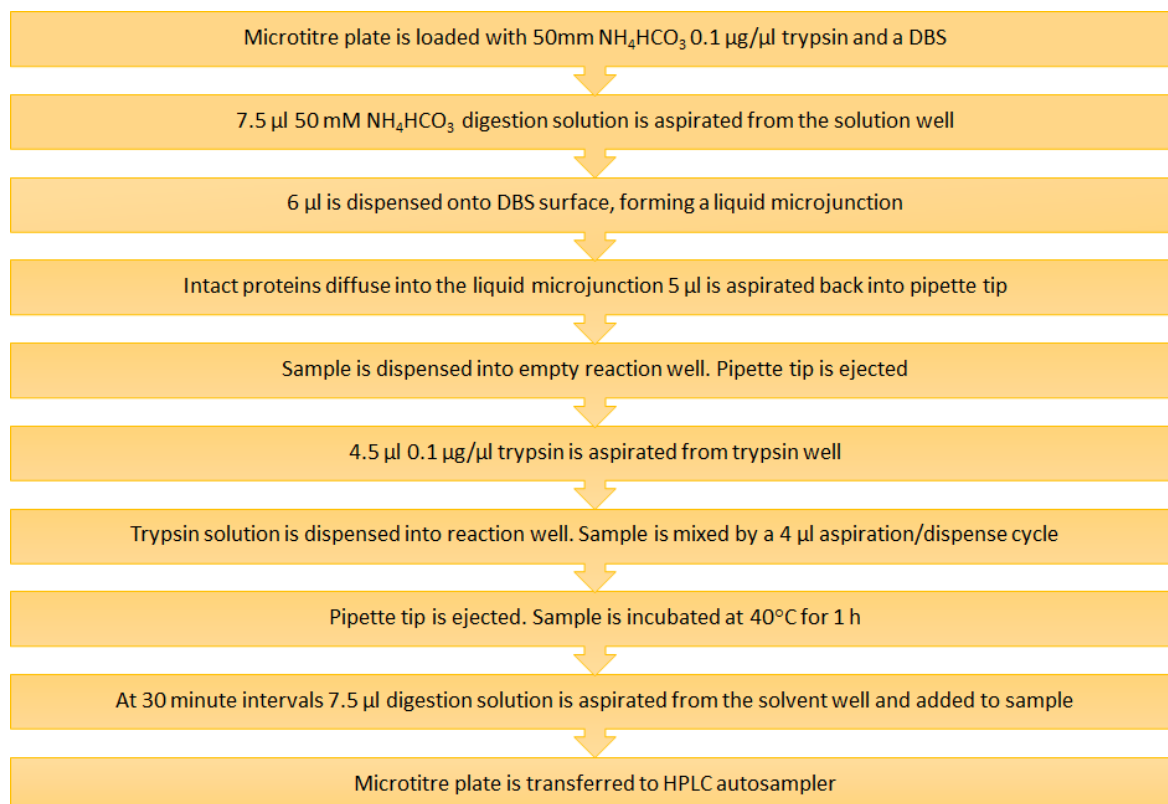 Microtitre plate is loaded with 50mm NH₄HCO₃ 0.1 µg/µl trypsin and a DBS
7.5 µl 50 mM NH₄HCO₃ digestion solution is aspirated from the solution well
6 µl is dispensed onto DBS surface, forming a liquid microjunction
Intact proteins diffuse into the liquid microjunction 5 µl is aspirated back into pipette tip
Sample is dispensed into empty reaction well. Pipette tip is ejected
4.5 µl 0.1 µg/µl trypsin is aspirated from trypsin well
Trypsin solution is dispensed into reaction well. Sample is mixed by a 4 µl aspiration/dispense cycle
Pipette tip is ejected. Sample is incubated at 40°C for 1 h
At 30 minute intervals 7.5 µl digestion solution is aspirated from the solvent well and added to sample
Microtitre plate is transferred to HPLC autosampler